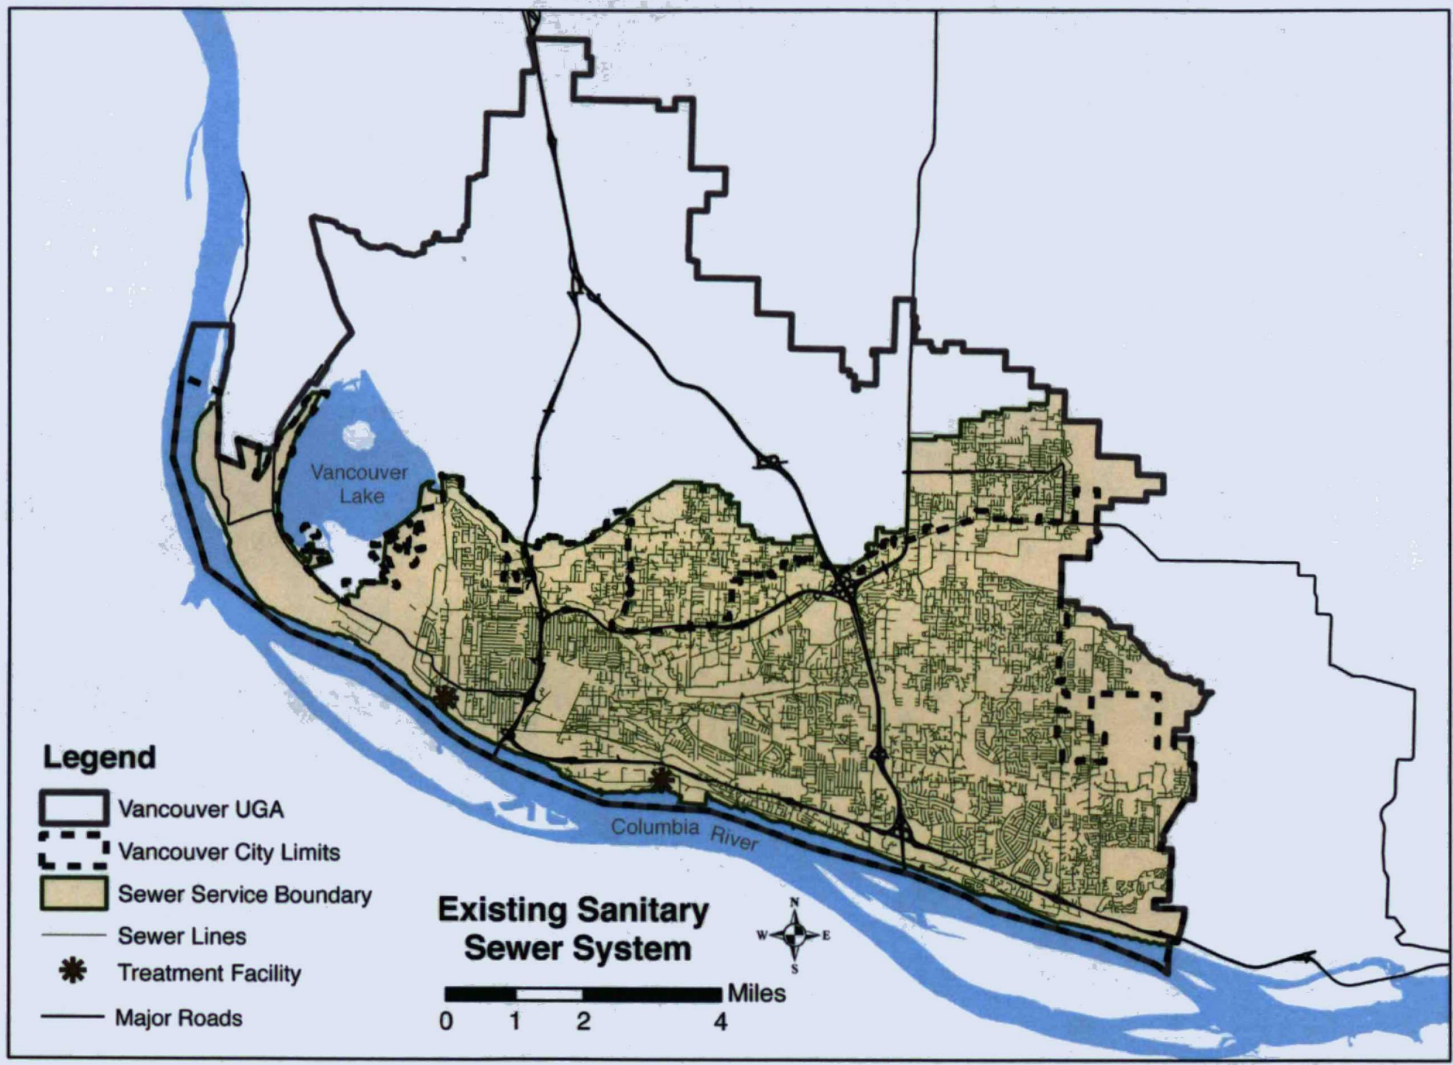 Vancouver
Lake
Columbia River
Legend
Vancouver UGA
Vancouver City Limits
Sewer Service Boundary
Sewer Lines
Treatment Facility
Major Roads
Existing Sanitary
Sewer System
N
W E
S
Miles
0 1 2 4